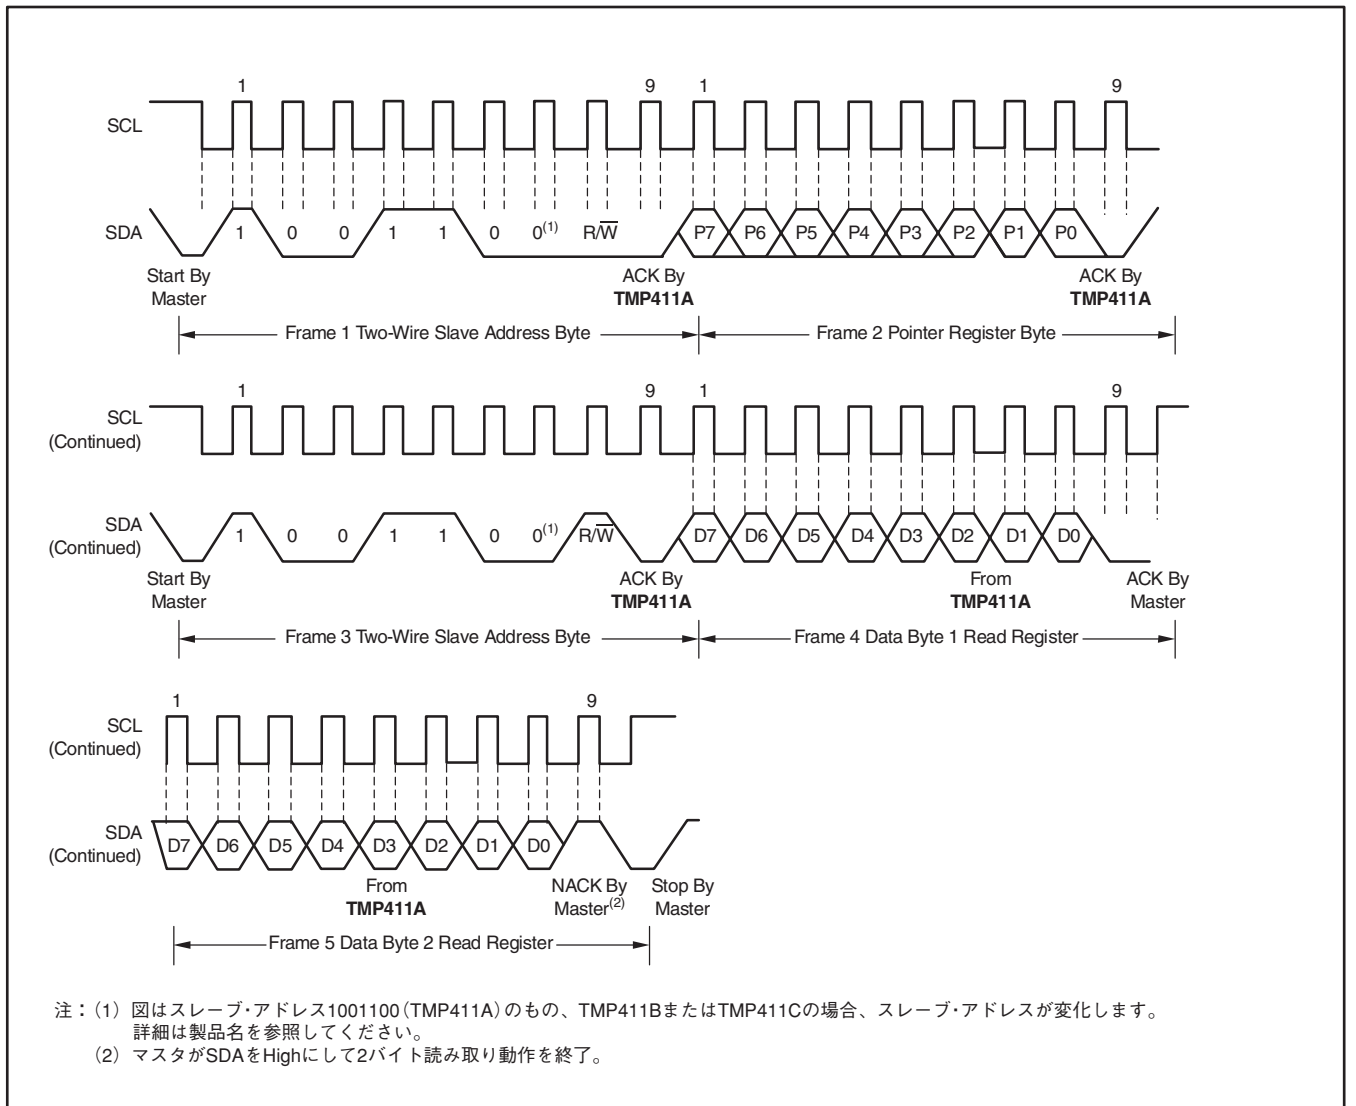 1 9 1 9
SCL
SDA 1 0 0 1 1 0 0(1) R/W P7 P6 P5 P4 P3 P2 P1 P0
Start By Master
ACK By TMP411A
ACK By TMP411A
Frame 1 Two-Wire Slave Address Byte
Frame 2 Pointer Register Byte
1 9 1 9
SCL (Continued)
SDA (Continued) 1 0 0 1 1 0 0(1) R/W D7 D6 D5 D4 D3 D2 D1 D0
Start By Master
ACK By TMP411A
From TMP411A
ACK By Master
Frame 3 Two-Wire Slave Address Byte
Frame 4 Data Byte 1 Read Register
1 9
SCL (Continued)
SDA (Continued) D7 D6 D5 D4 D3 D2 D1 D0
From TMP411A
NACK By Master(2)
Stop By Master
Frame 5 Data Byte 2 Read Register
注：(1) 図はスレーブ・アドレス1001100(TMP411A)のもの、TMP411BまたはTMP411Cの場合、スレーブ・アドレスが変化します。
詳細は製品名を参照してください。
(2) マスタがSDAをHighにして2バイト読み取り動作を終了。